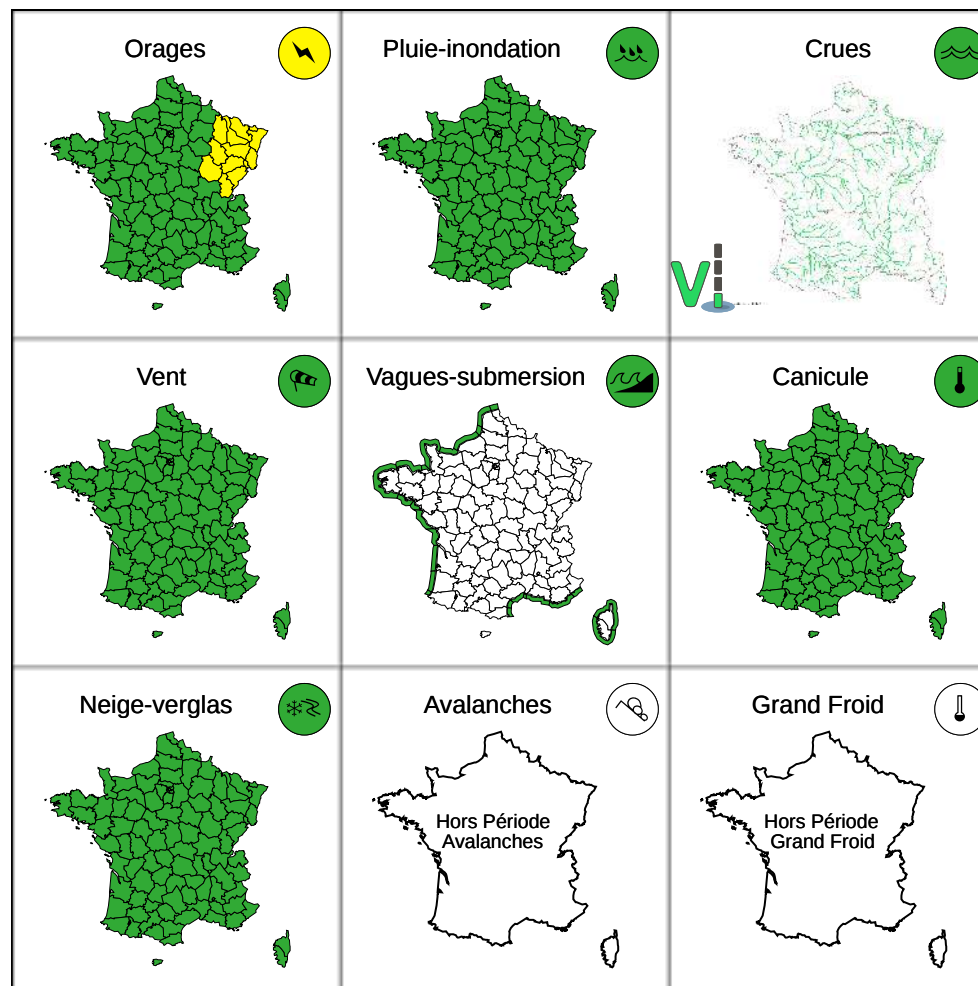 Orages
Pluie-inondation
Crues
Vent
Vagues-submersion
Canicule
Neige-verglas
Avalanches
Grand Froid
Hors Période
Avalanches
Hors Période
Grand Froid